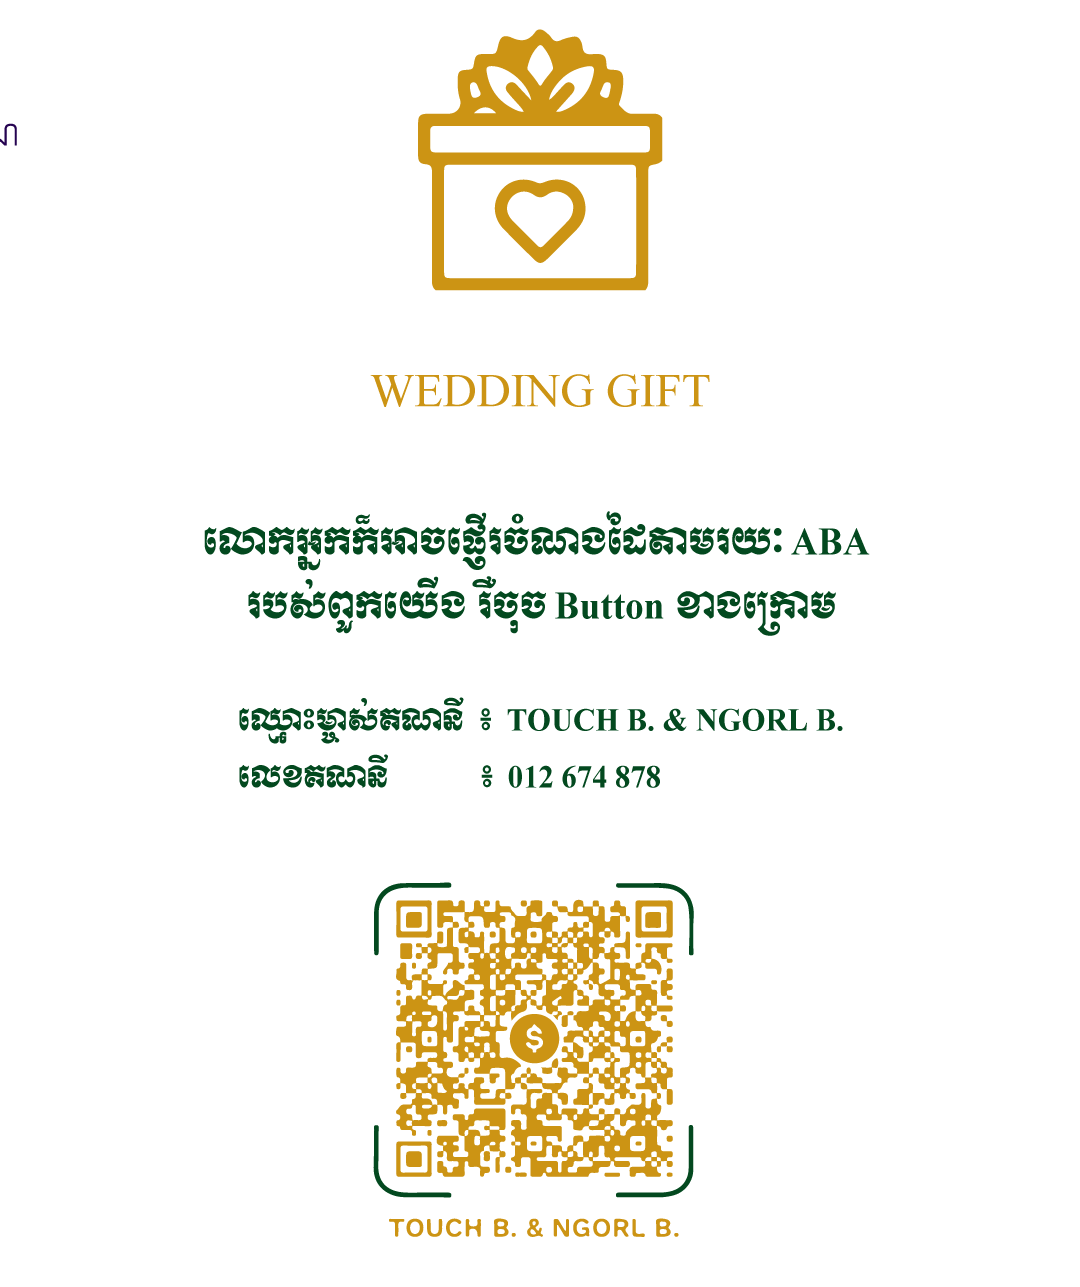 WEDDING GIFT
លោកអ្នកក៏អាចផ្ញើរចំណងដៃតាមរយៈ ABA
របស់ពួកយើង រឺចុច Button ខាងក្រោម
ឈ្មោះម្ចាស់គណនី ៖ TOUCH B. & NGORL B.
លេខគណនី ៖ 012 674 878
$
TOUCH B. & NGORL B.